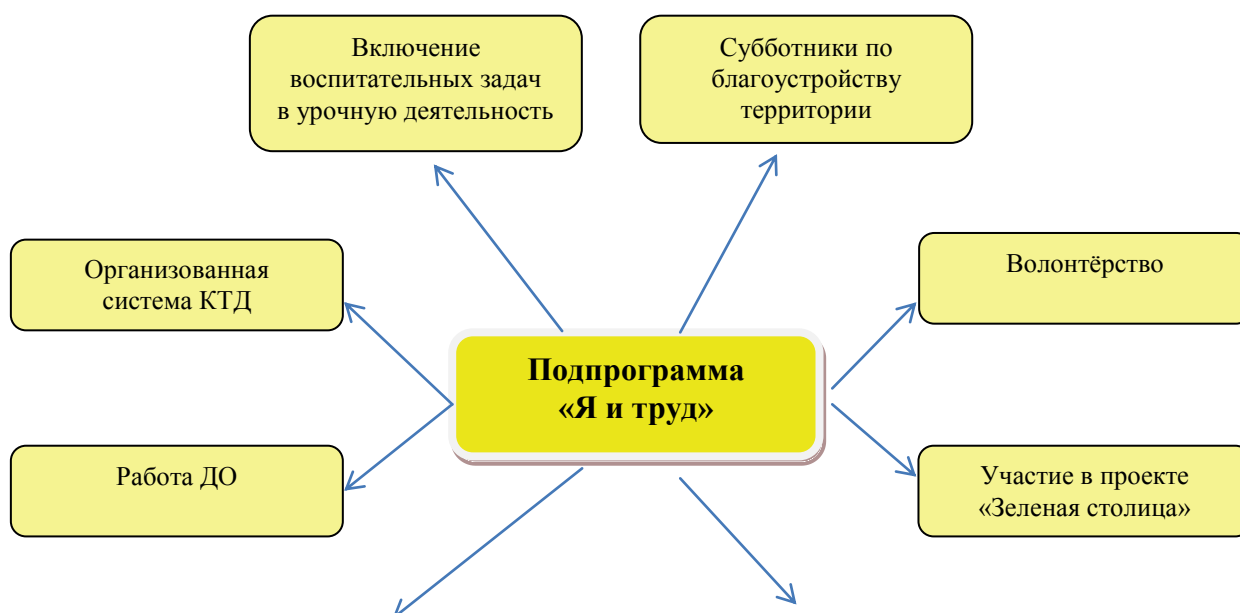 Включение
воспитательных задач
в урочную деятельность
Субботники по
благоустройству
территории
Организованная
система КТД
Волонтёрство
Подпрограмма
«Я и труд»
Работа ДО
Участие в проекте
«Зеленая столица»